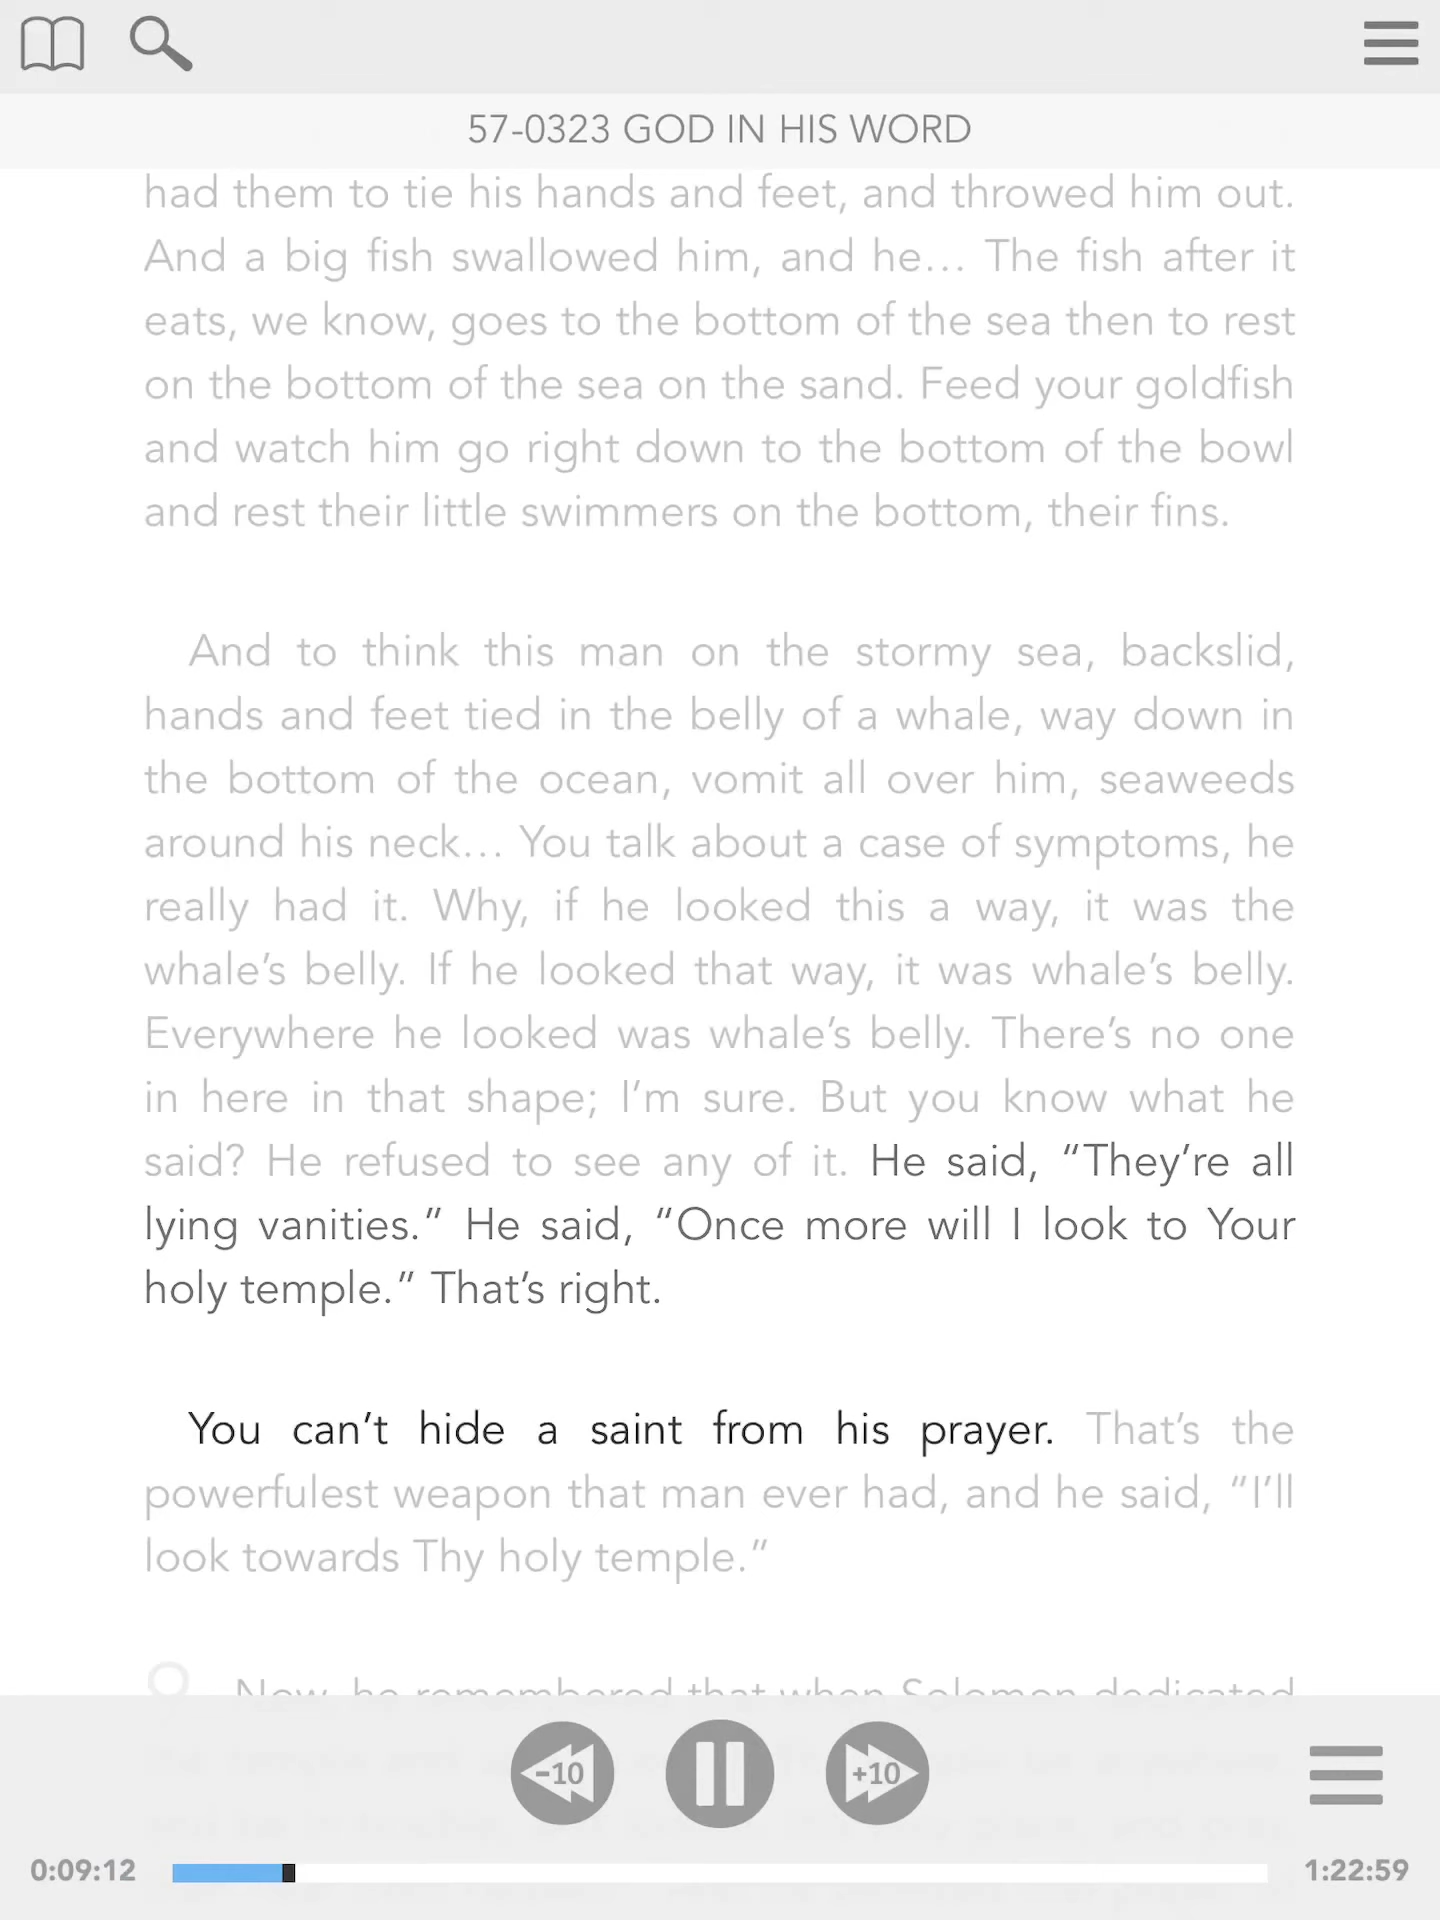 57-0323 GOD IN HIS WORD
had them to tie his hands and feet, and throwed him out.
And a big fish swallowed him, and he… The fish after it
eats, we know, goes to the bottom of the sea then to rest
on the bottom of the sea on the sand. Feed your goldfish
and watch him go right down to the bottom of the bowl
and rest their little swimmers on the bottom, their fins.
And to think this man on the stormy sea, backslid,
hands and feet tied in the belly of a whale, way down in
the bottom of the ocean, vomit all over him, seaweeds
around his neck… You talk about a case of symptoms, he
really had it. Why, if he looked this a way, it was the
whale’s belly. If he looked that way, it was whale’s belly.
Everywhere he looked was whale’s belly. There’s no one
in here in that shape; I’m sure. But you know what he
said? He refused to see any of it. He said, “They’re all
lying vanities.” He said, “Once more will I look to Your
holy temple.” That’s right.
You can’t hide a saint from his prayer. That’s the
powerfulest weapon that man ever had, and he said, “I’ll
look towards Thy holy temple.”
Now, he remembered that when Solomon dedicated
-10 +10
0:09:12 1:22:59